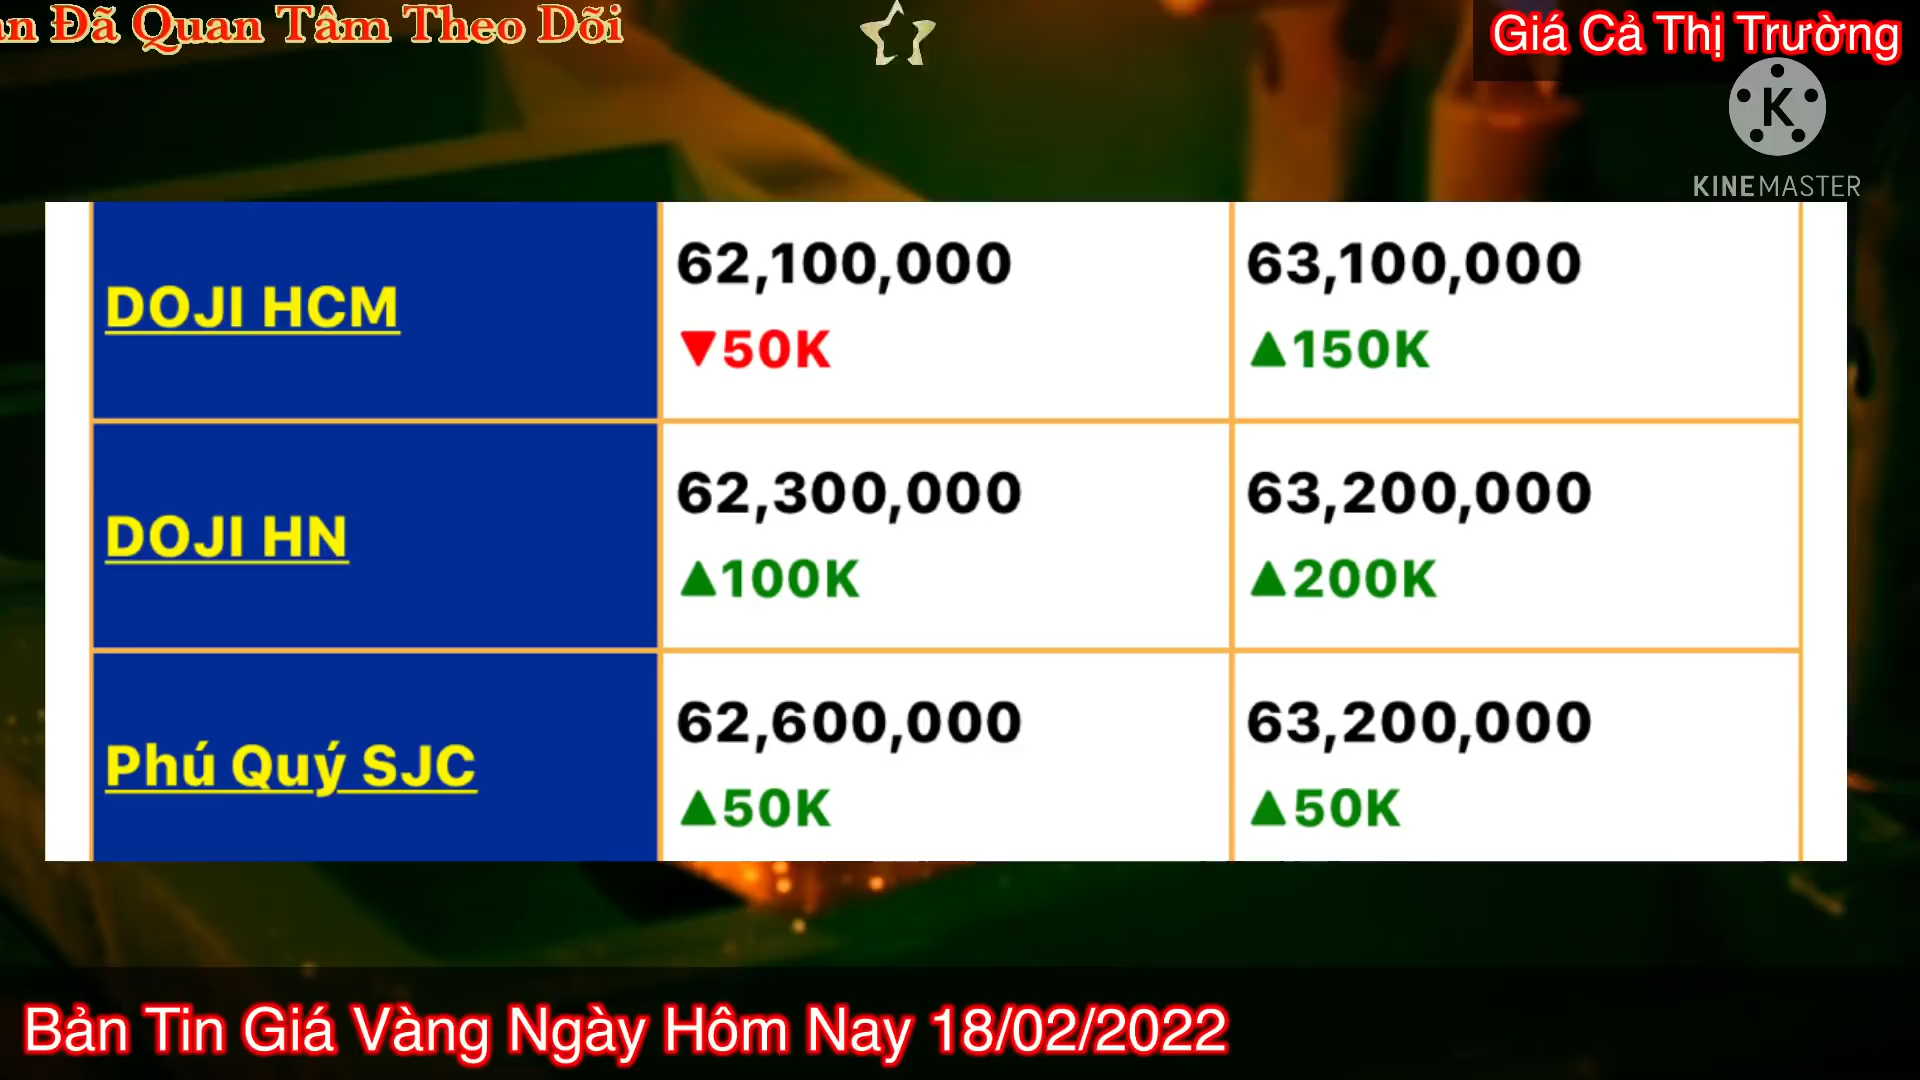 Đã Quan Tâm Theo Dõi
Giá Cả Thị Trường
K
KINEMASTER
DOJI HCM
62,100,000
63,100,000
▼50K
▲150K
DOJI HN
62,300,000
63,200,000
▲100K
▲200K
Phú Quý SJC
62,600,000
63,200,000
▲50K
▲50K
Bản Tin Giá Vàng Ngày Hôm Nay 18/02/2022